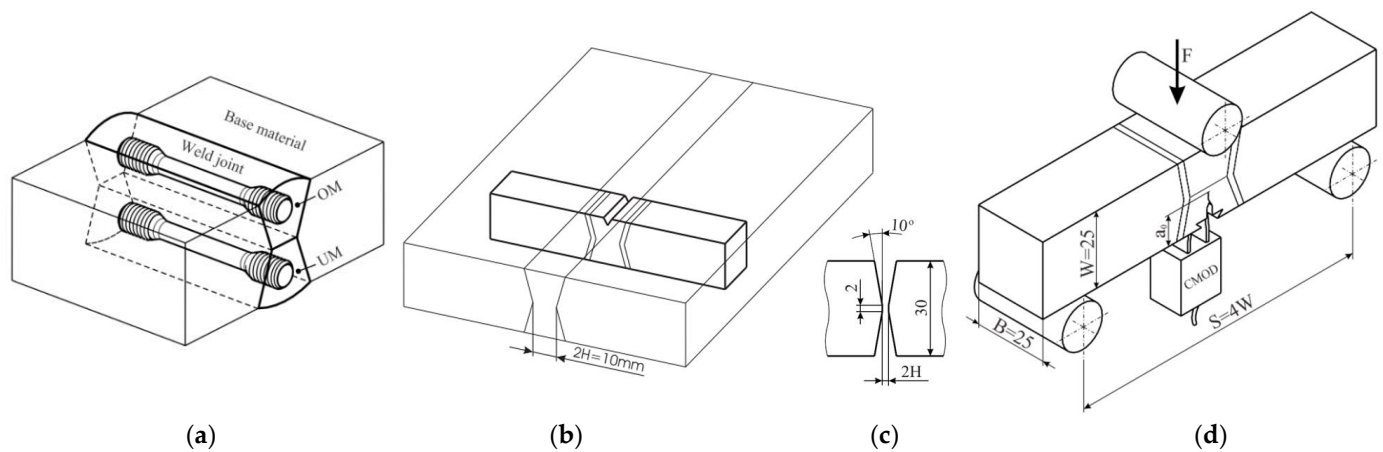 Base material
Weld joint
OM
UM
2H=10mm
10°
2
30
2H
F
W=25
a₀
CMOD
B=25
S=4W
(a)
(b)
(c)
(d)